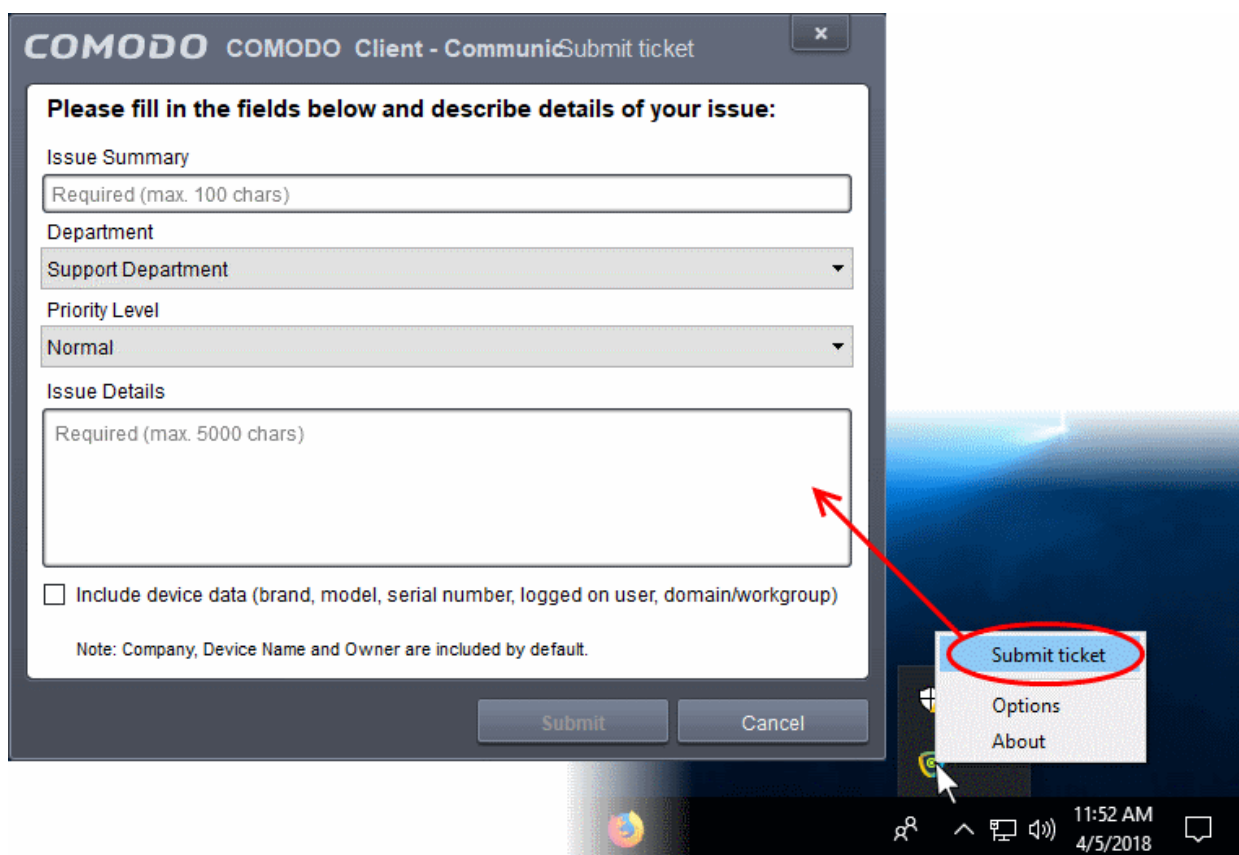 COMODO COMODO Client - Communic Submit ticket
x
Please fill in the fields below and describe details of your issue:
Issue Summary
Required (max. 100 chars)
Department
Support Department
Priority Level
Normal
Issue Details
Required (max. 5000 chars)
Include device data (brand, model, serial number, logged on user, domain/workgroup)
Note: Company, Device Name and Owner are included by default.
Submit
Cancel
Submit ticket
Options
About
11:52 AM
4/5/2018